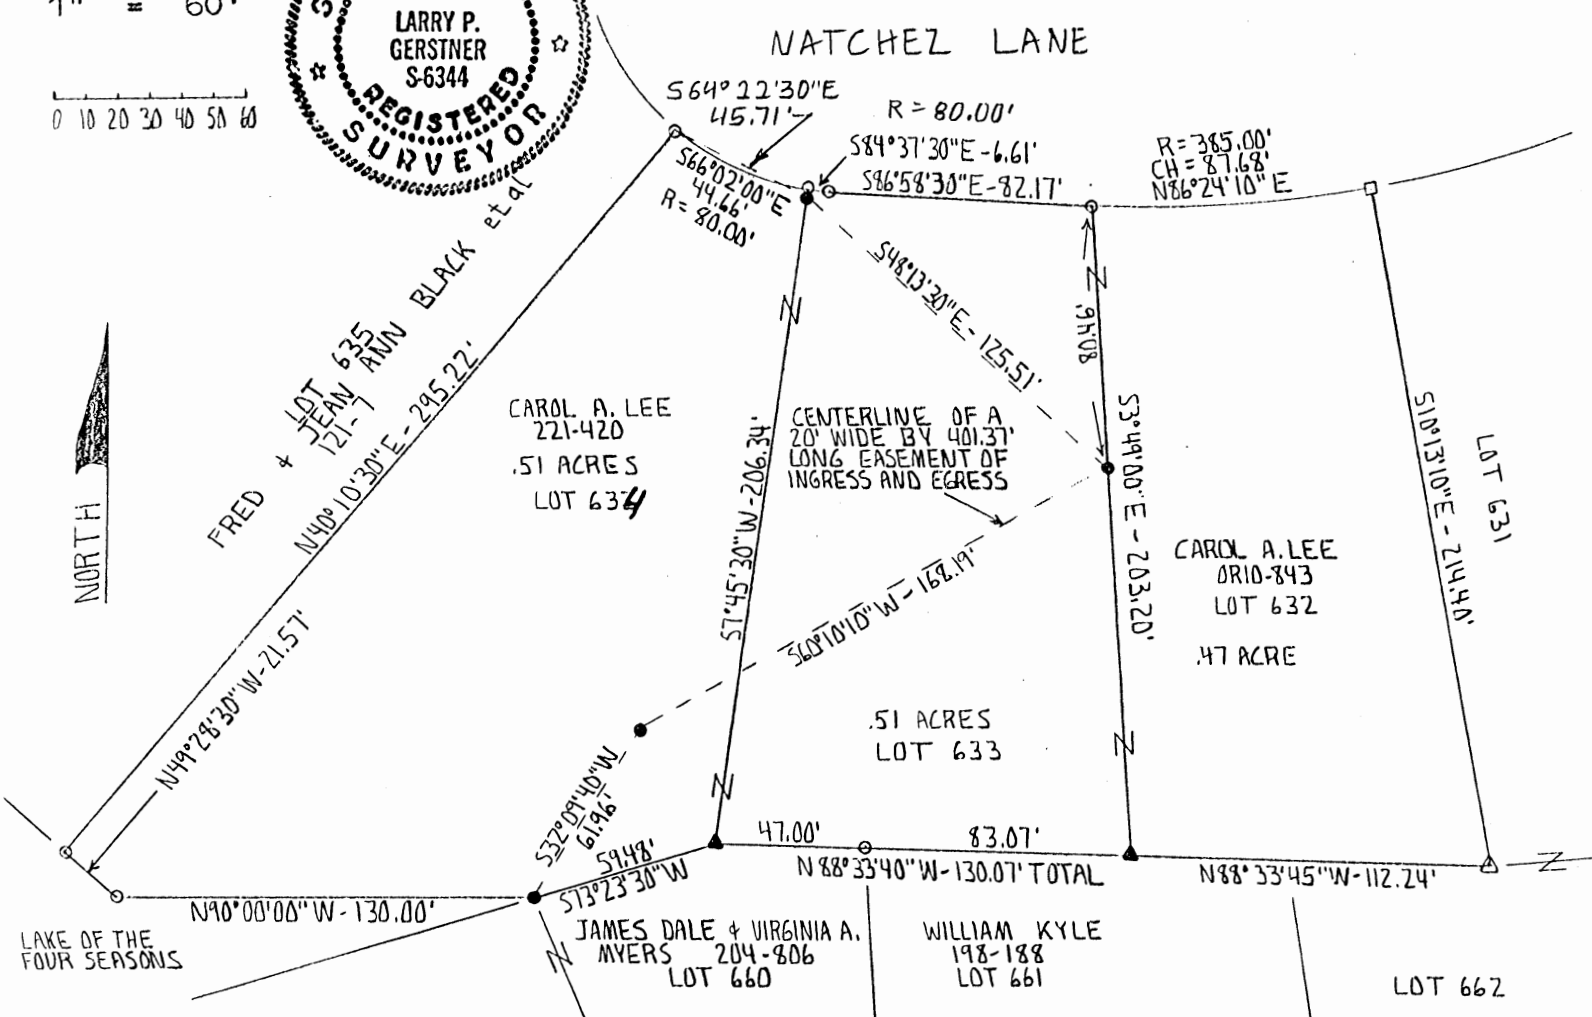 1" = 60'
0 10 20 30 40 50 60
LARRY P.
GERSTNER
S-6344
REGISTERED
SURVEYOR
NATCHEZ LANE
S64°22'30"E
45.71'
R = 80.00'
S84°37'30"E-6.61'
S86°58'30"E-82.17'
R=385.00'
CH=87.68'
N86°24'10"E
S66°02'00"E
44.66'
R=80.00'
LOT 635
FRED & JEAN ANN BLACK et al
121-7
N40°10'30"E-295.22'
CAROL A. LEE
221-420
.51 ACRES
LOT 634
S7°45'30"W-206.34'
S48°13'30"E-125.51'
80.46'
CENTERLINE OF A
20' WIDE BY 401.37'
LONG EASEMENT OF
INGRESS AND EGRESS
S3°49'00"E-203.20'
S10°13'10"E-214.40'
LOT 631
CAROL A. LEE
OR10-843
LOT 632
.47 ACRE
NORTH
S60°10'10"W-168.19'
N49°28'30"W-21.57'
.51 ACRES
LOT 633
S32°09'40"W
61.96'
59.48'
S73°23'30"W
47.00'
83.07'
N88°33'40"W-130.07' TOTAL
N88°33'45"W-112.24'
N90°00'00"W-130.00'
LAKE OF THE
FOUR SEASONS
JAMES DALE & VIRGINIA A.
MYERS 204-806
LOT 660
WILLIAM KYLE
198-188
LOT 661
LOT 662